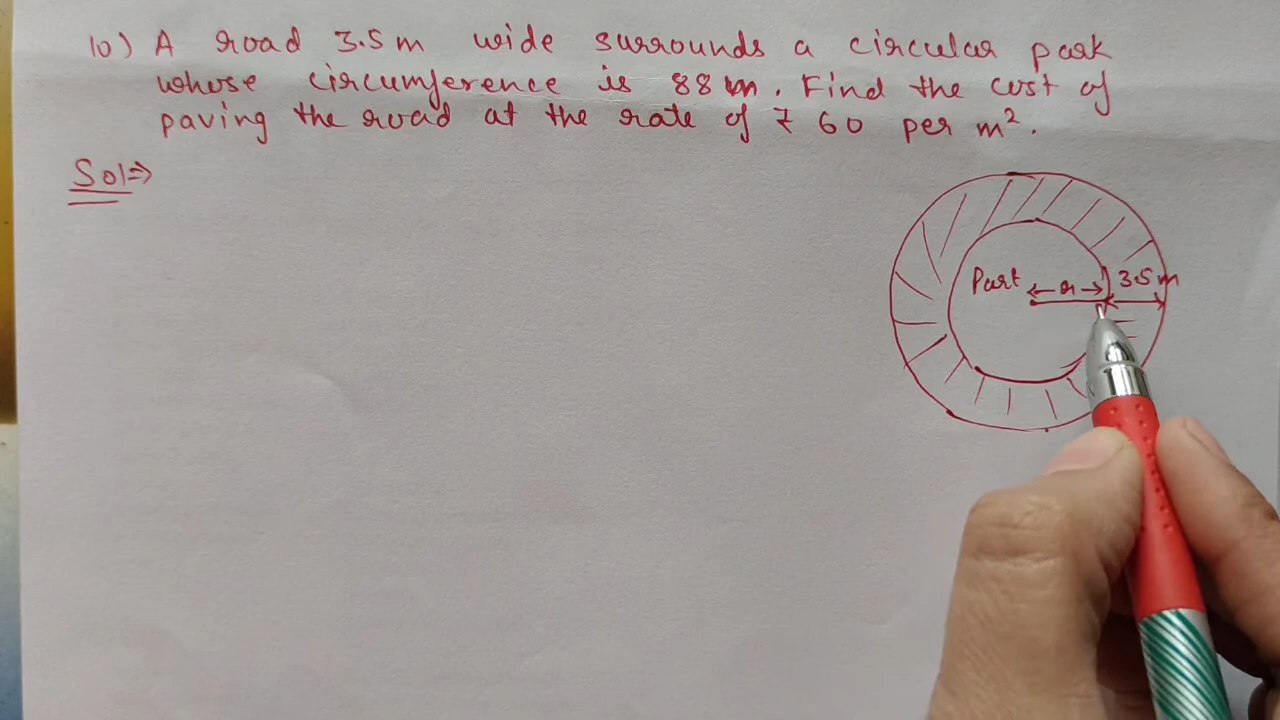 10) A road 3.5 m wide surrounds a circular park
whose circumference is 88 m. Find the cost of
paving the road at the rate of ₹ 60 per m².
Sol⇒
Park
r
3.5 m